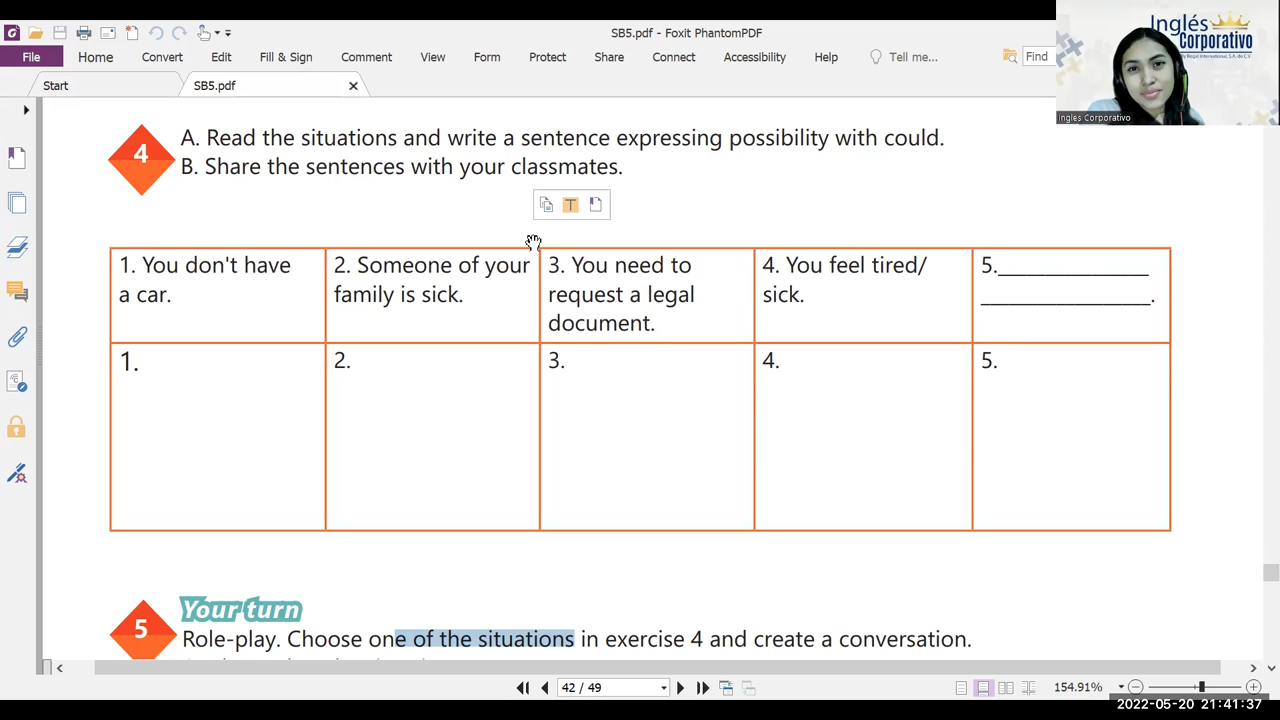 SB5.pdf - Foxit PhantomPDF
File Home Convert Edit Fill & Sign Organize Comment View Form Protect Share Connect Accessibility Help Tell me... Find
Start SB5.pdf
Inglés
Corporativo
Ingles Corporativo
4
A. Read the situations and write a sentence expressing possibility with could.
B. Share the sentences with your classmates.
1. You don't have
a car.
2. Someone of your
family is sick.
3. You need to
request a legal
document.
4. You feel tired/
sick.
5._______________
_________________.
1.
2.
3.
4.
5.
Your turn
5
Role-play. Choose one of the situations in exercise 4 and create a conversation.
42 / 49
154.91%
2022-05-20 21:41:37